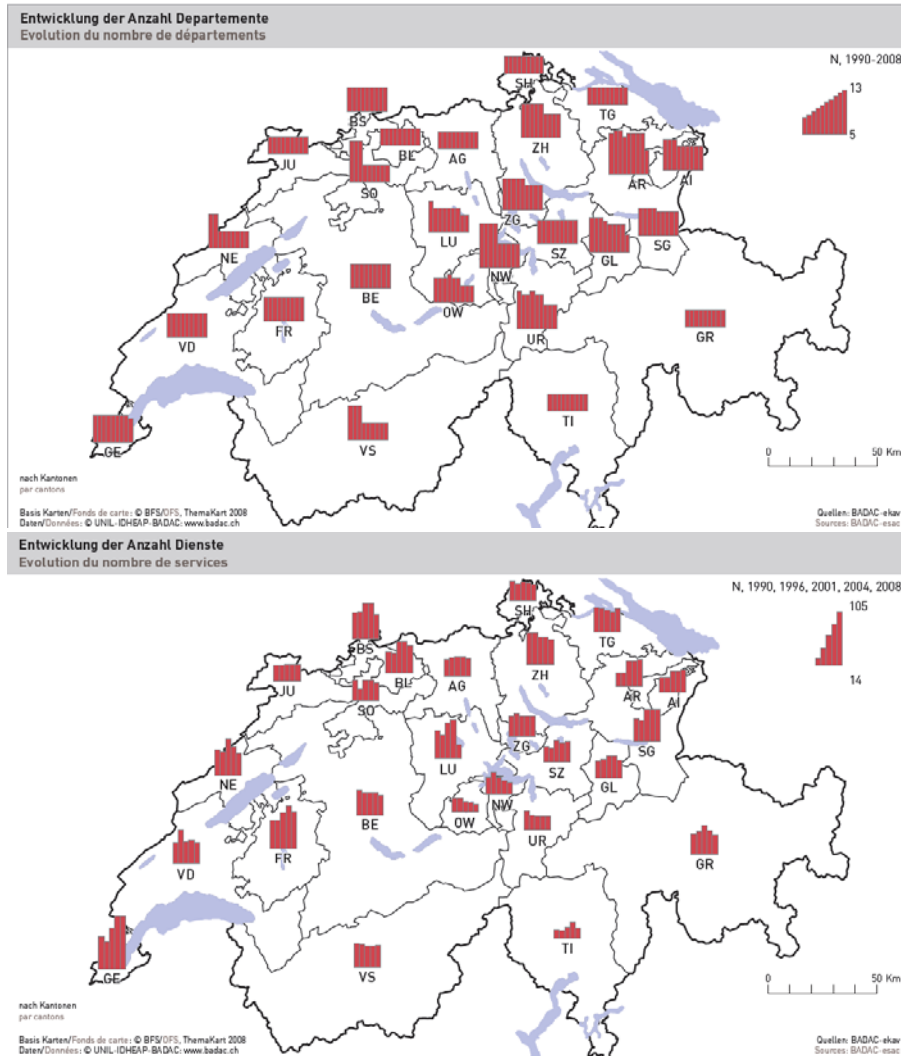 Entwicklung der Anzahl Departemente
Evolution du nombre de départements
N, 1990-2008
13
5
SH
BS
TG
JU
BL
AG
ZH
SO
AR
AI
NE
LU
ZG
SZ
GL
SG
NW
BE
OW
VD
FR
UR
GR
GE
VS
TI
0
50 Km
nach Kantonen
par cantons
Basis Karten/Fonds de carte: © BFS/OFS, ThemaKart 2008
Daten/Données: © UNIL-IDHEAP-BADAC: www.badac.ch
Quellen: BADAC-ekav
Sources: BADAC-esac
Entwicklung der Anzahl Dienste
Evolution du nombre de services
N, 1990, 1996, 2001, 2004, 2008
105
14
SH
BS
TG
JU
BL
AG
ZH
SO
AR
AI
NE
LU
ZG
SZ
GL
SG
NW
BE
OW
VD
FR
UR
GR
GE
VS
TI
0
50 Km
nach Kantonen
par cantons
Basis Karten/Fonds de carte: © BFS/OFS, ThemaKart 2008
Daten/Données: © UNIL-IDHEAP-BADAC: www.badac.ch
Quellen: BADAC-ekav
Sources: BADAC-esac